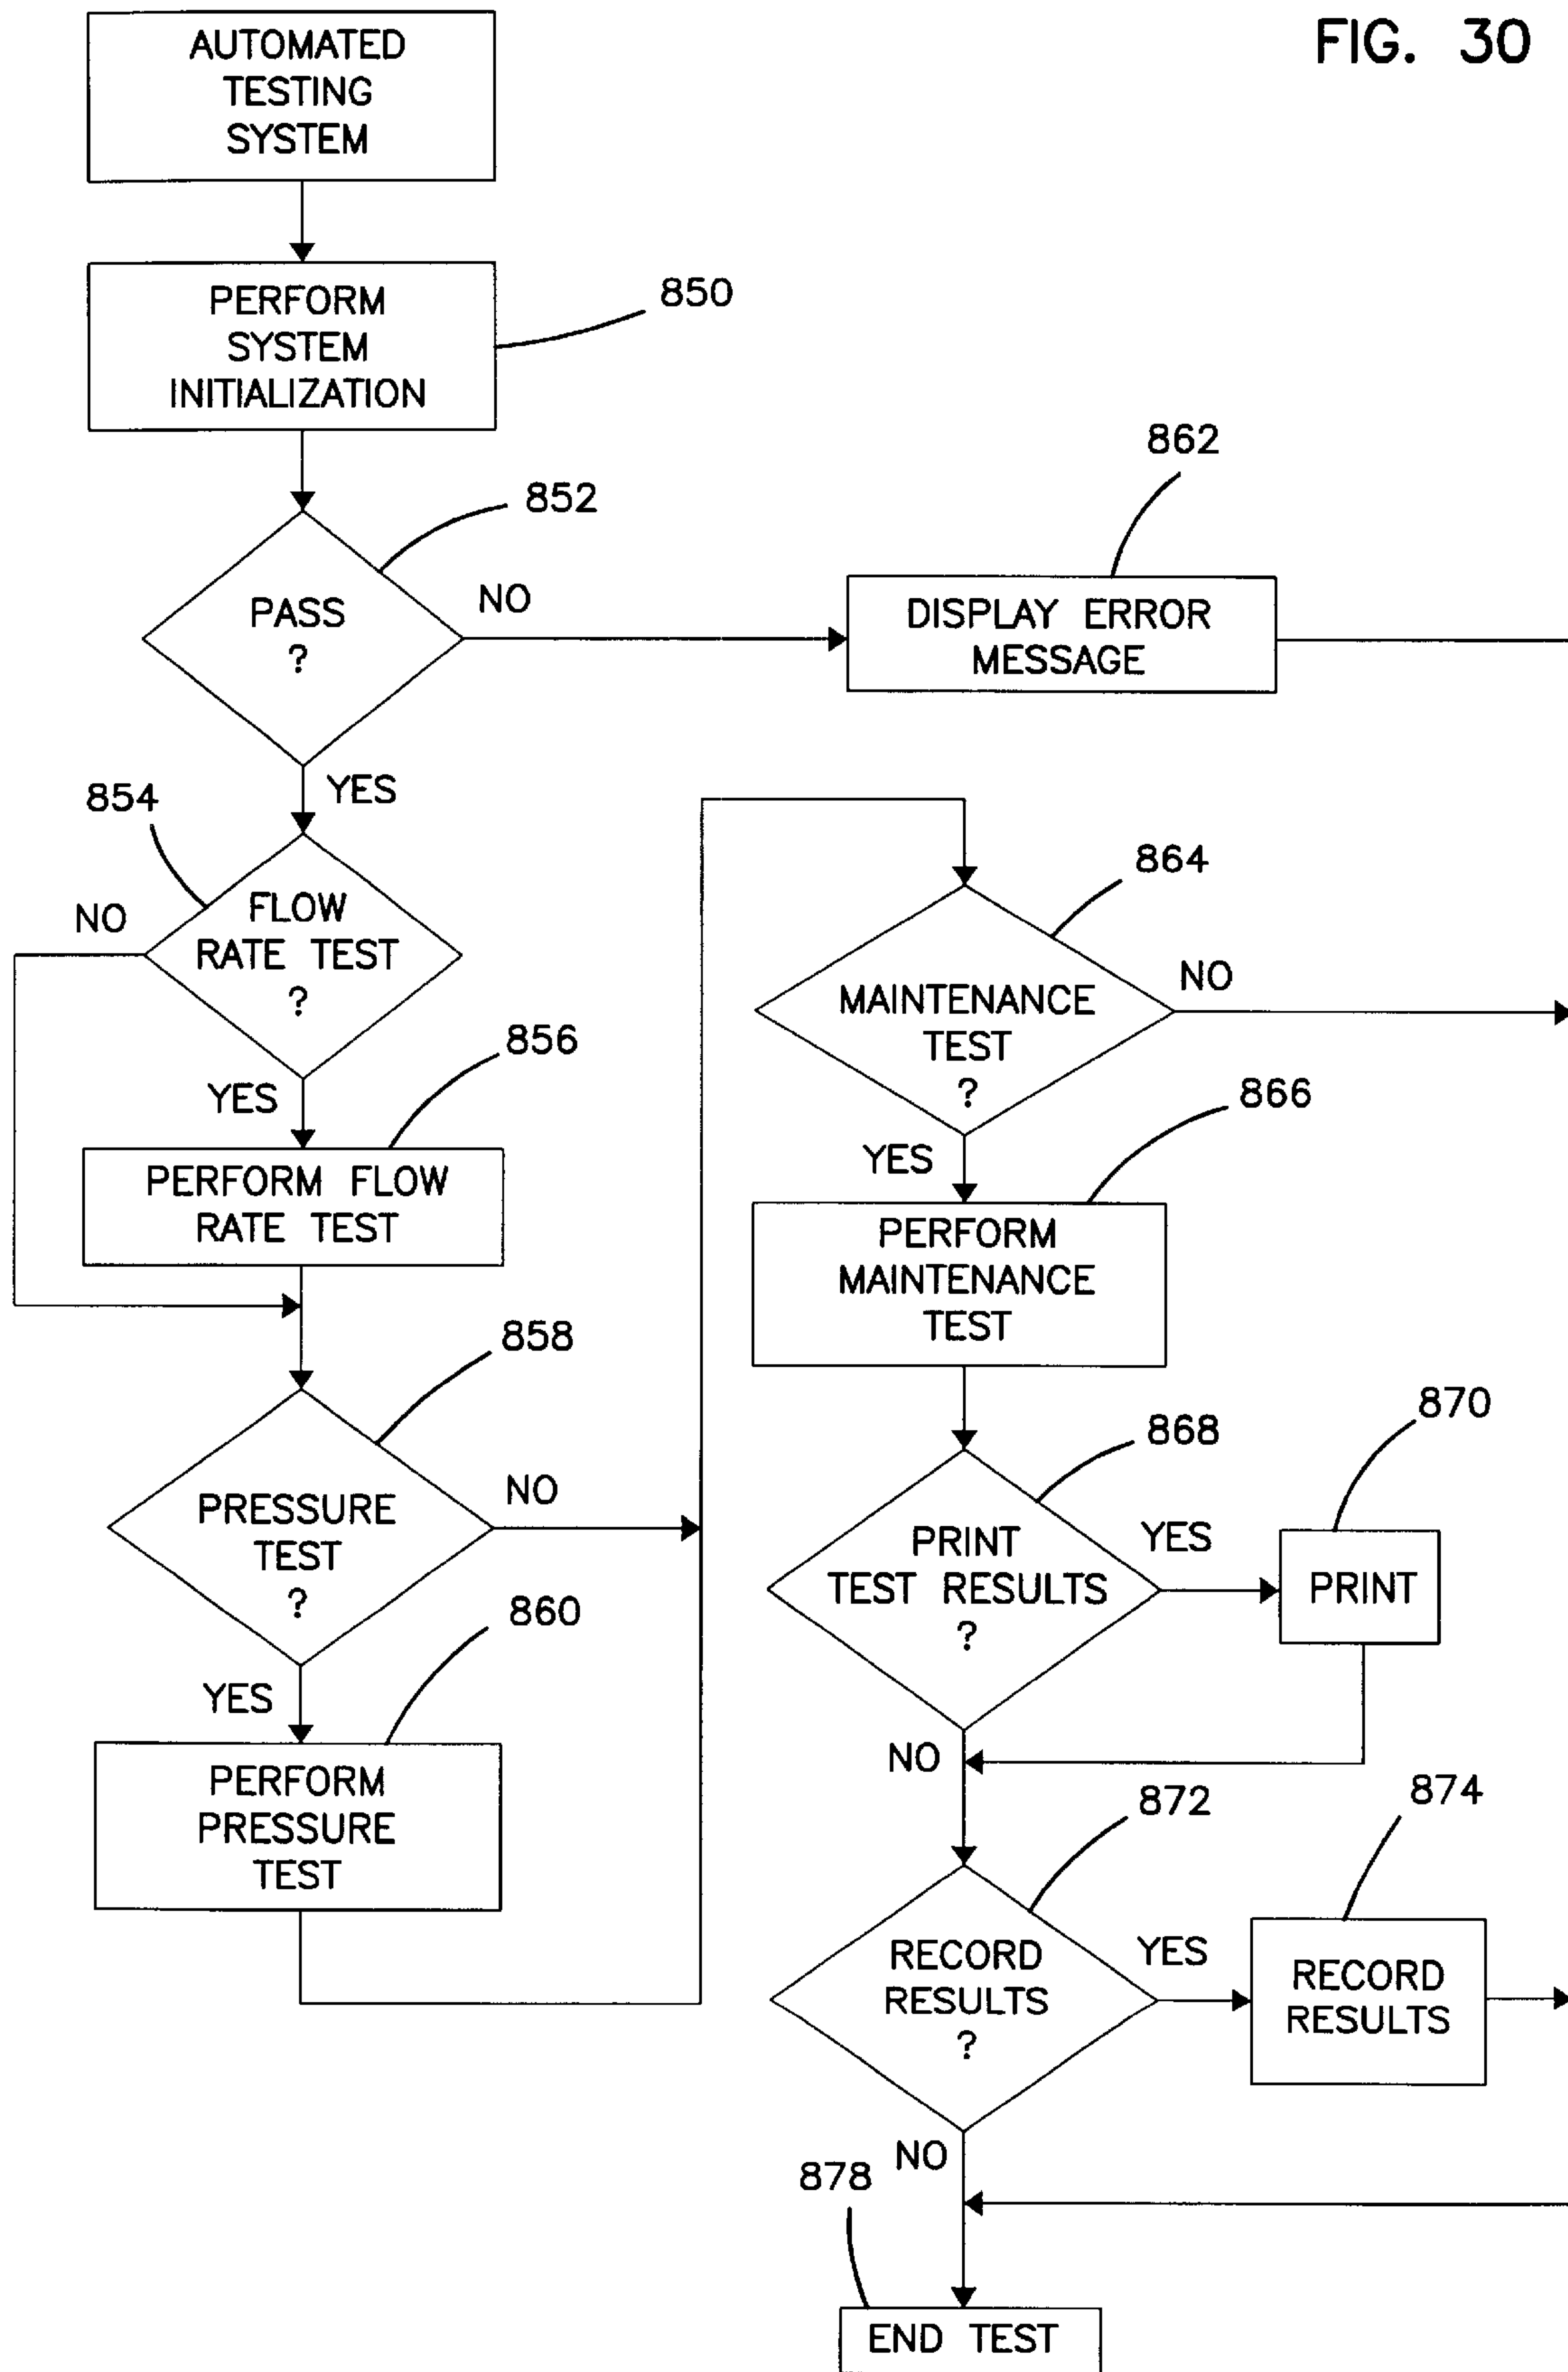 FIG. 30
AUTOMATED
TESTING
SYSTEM
PERFORM
SYSTEM
INITIALIZATION
850
852
PASS
?
NO
862
DISPLAY ERROR
MESSAGE
YES
854
NO
FLOW
RATE TEST
?
YES
856
PERFORM FLOW
RATE TEST
858
PRESSURE
TEST
?
NO
YES
860
PERFORM
PRESSURE
TEST
864
MAINTENANCE
TEST
?
NO
YES
866
PERFORM
MAINTENANCE
TEST
868
PRINT
TEST RESULTS
?
YES
870
PRINT
NO
872
RECORD
RESULTS
?
YES
874
RECORD
RESULTS
NO
878
END TEST